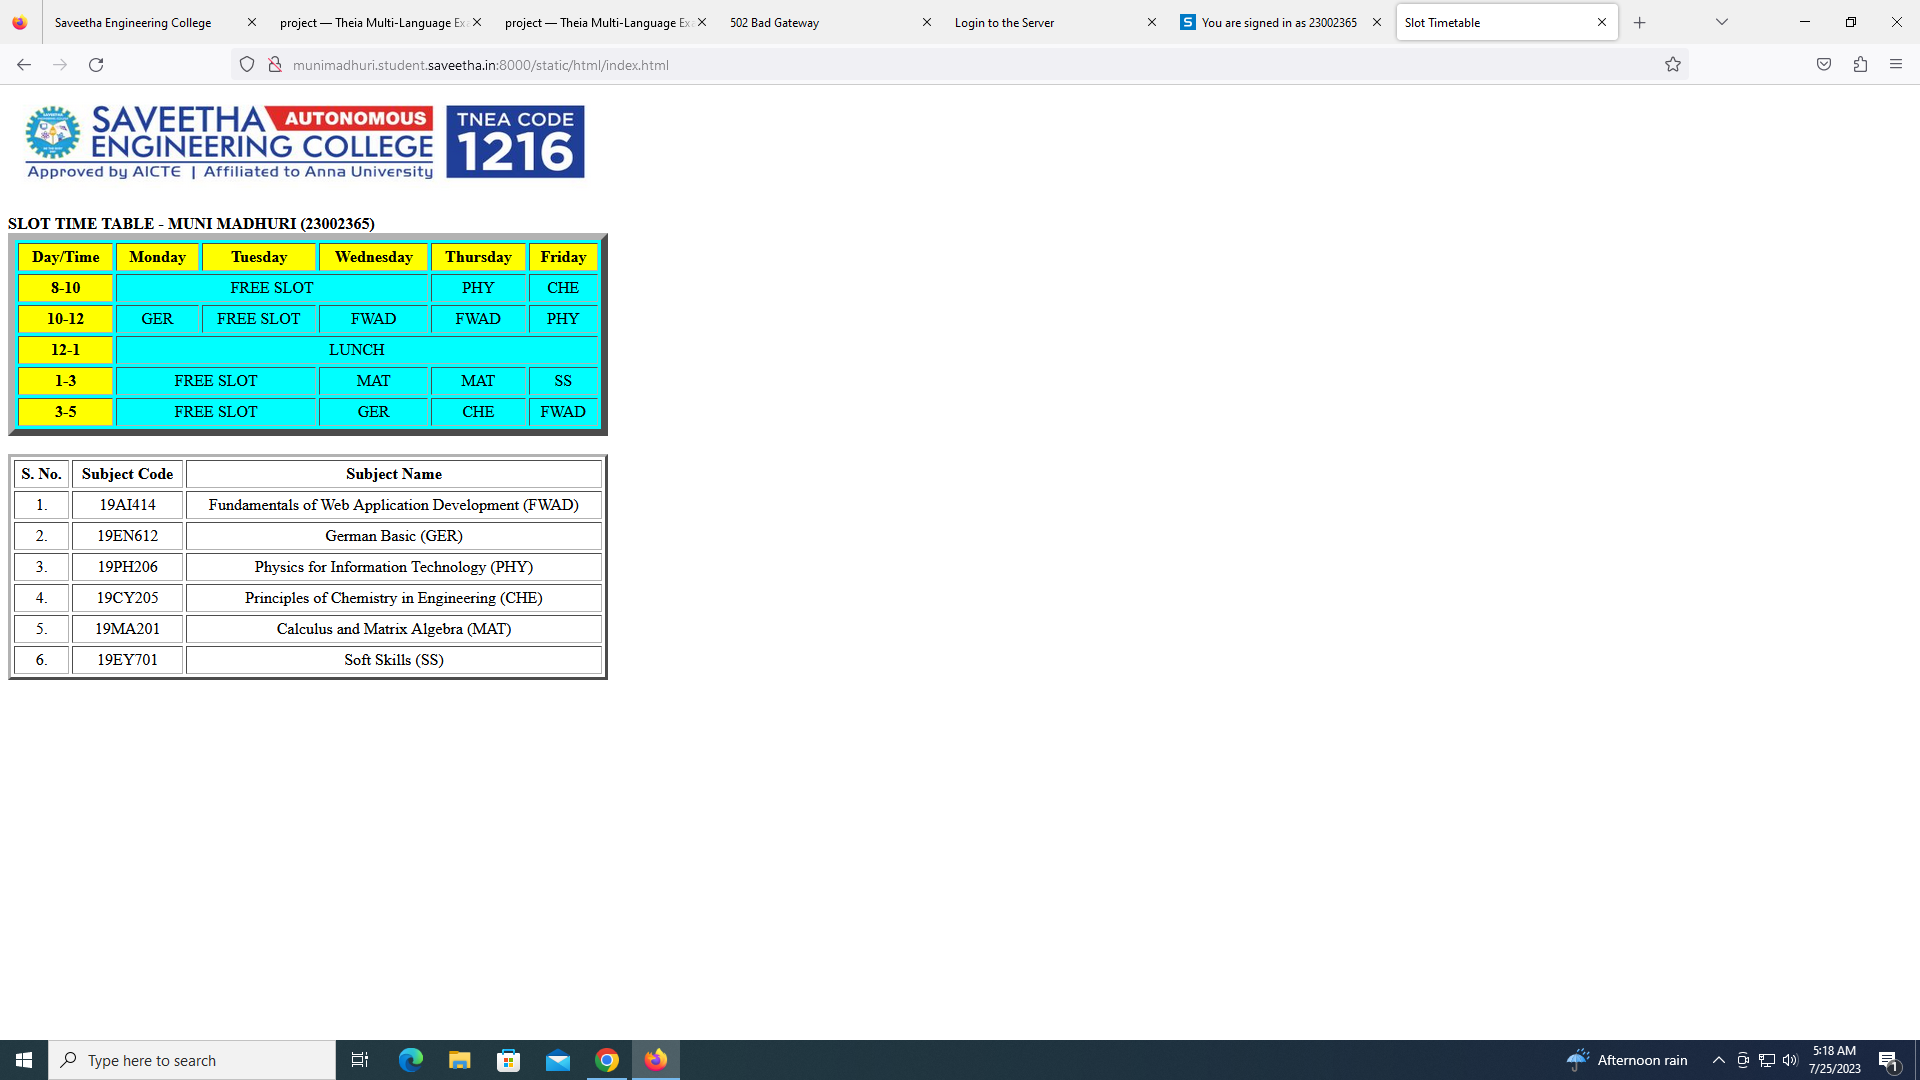 Saveetha Engineering College
project — Theia Multi-Language Ex
project — Theia Multi-Language Ex
502 Bad Gateway
Login to the Server
You are signed in as 23002365
Slot Timetable
munimadhuri.student.saveetha.in:8000/static/html/index.html
SAVEETHA AUTONOMOUS
ENGINEERING COLLEGE
Approved by AICTE | Affiliated to Anna University
TNEA CODE
1216
SLOT TIME TABLE - MUNI MADHURI (23002365)
Day/Time Monday Tuesday Wednesday Thursday Friday
8-10 FREE SLOT PHY CHE
10-12 GER FREE SLOT FWAD FWAD PHY
12-1 LUNCH
1-3 FREE SLOT MAT MAT SS
3-5 FREE SLOT GER CHE FWAD
S. No. Subject Code Subject Name
1. 19AI414 Fundamentals of Web Application Development (FWAD)
2. 19EN612 German Basic (GER)
3. 19PH206 Physics for Information Technology (PHY)
4. 19CY205 Principles of Chemistry in Engineering (CHE)
5. 19MA201 Calculus and Matrix Algebra (MAT)
6. 19EY701 Soft Skills (SS)
Type here to search
Afternoon rain
5:18 AM
7/25/2023
1